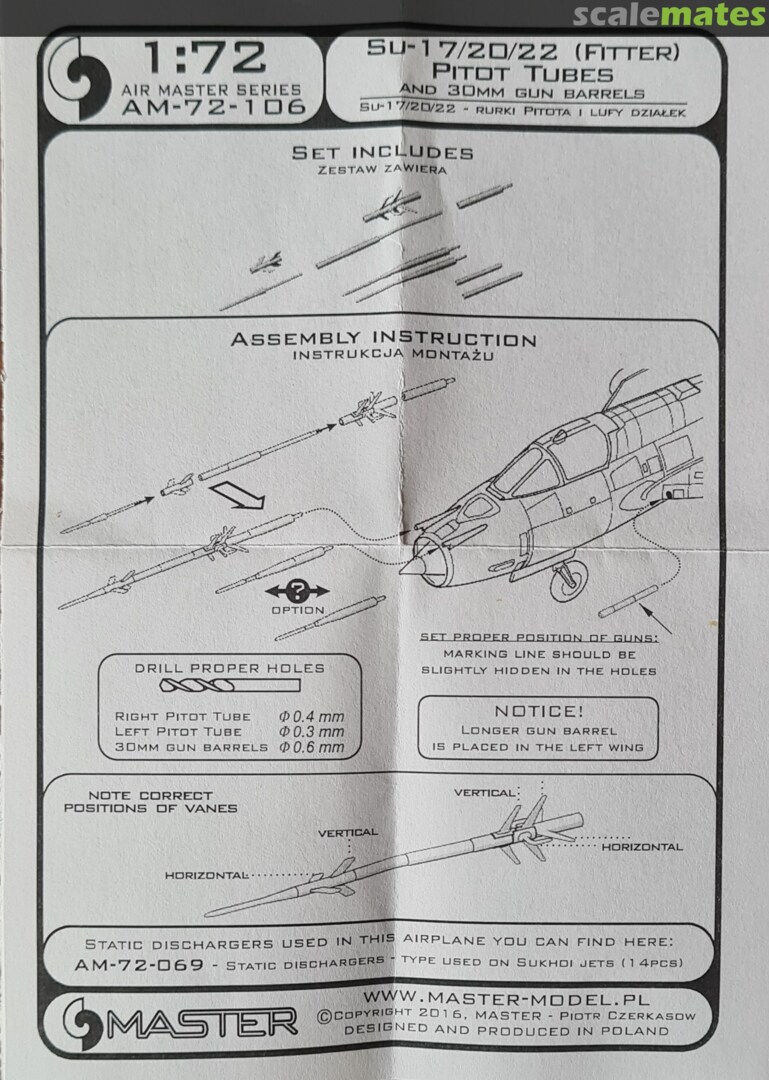 scalemates
1:72
AIR MASTER SERIES
AM-72-106
SU-17/20/22 (FITTER)
PITOT TUBES
AND 30MM GUN BARRELS
SU-17/20/22 - RURKI PITOTA I LUFY DZIAŁEK
SET INCLUDES
ZESTAW ZAWIERA
ASSEMBLY INSTRUCTION
INSTRUKCJA MONTAŻU
?
OPTION
SET PROPER POSITION OF GUNS:
MARKING LINE SHOULD BE
SLIGHTLY HIDDEN IN THE HOLES
DRILL PROPER HOLES
RIGHT PITOT TUBE Φ 0.4 mm
LEFT PITOT TUBE Φ 0.3 mm
30MM GUN BARRELS Φ 0.6 mm
NOTICE!
LONGER GUN BARREL
IS PLACED IN THE LEFT WING
NOTE CORRECT
POSITIONS OF VANES
VERTICAL
HORIZONTAL
VERTICAL
HORIZONTAL
STATIC DISCHARGERS USED IN THIS AIRPLANE YOU CAN FIND HERE:
AM-72-069 - STATIC DISCHARGERS - TYPE USED ON SUKHOI JETS (14PCS)
MASTER
WWW.MASTER-MODEL.PL
©COPYRIGHT 2016, MASTER - PIOTR CZERKASOW
DESIGNED AND PRODUCED IN POLAND